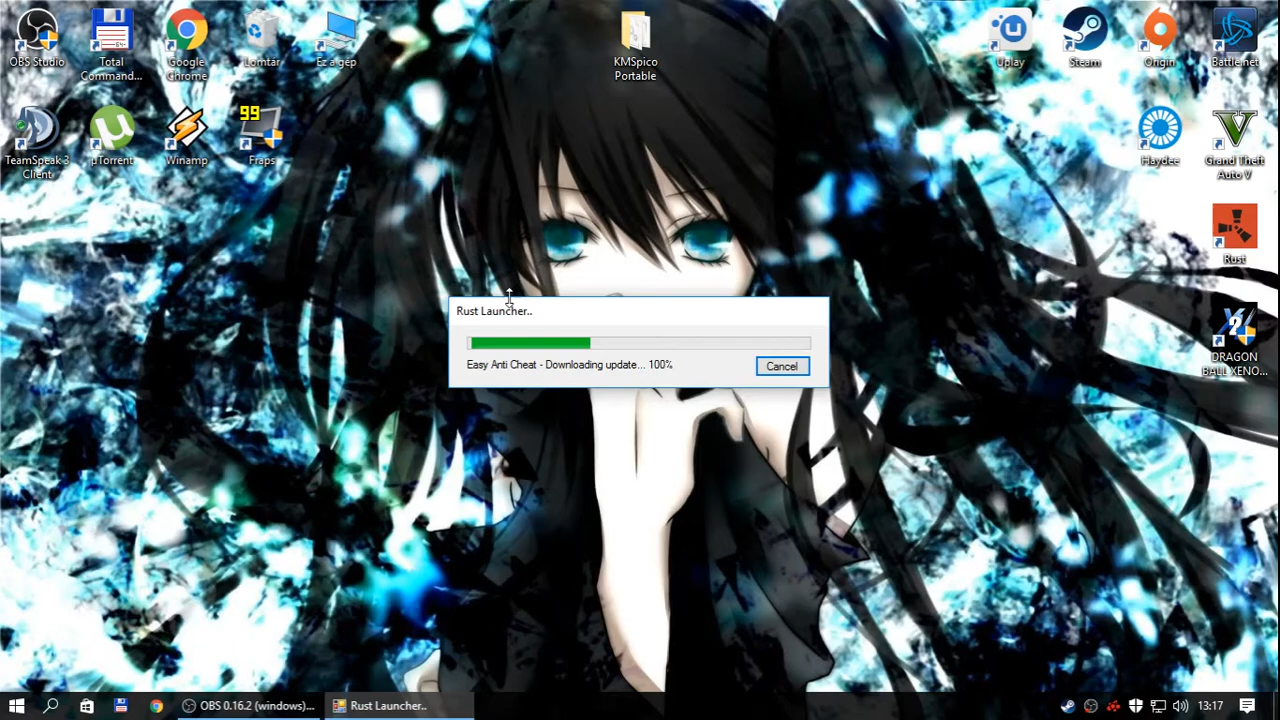 OBS Studio
Total
Command...
Google
Chrome
Lomtár
Ez a gép
KMSpico
Portable
Uplay
Steam
Origin
Battle.net
99
TeamSpeak 3
Client
µTorrent
Winamp
Fraps
Haydee
Grand Theft
Auto V
Rust
DRAGON
BALL XENO...
Rust Launcher..
Easy Anti Cheat - Downloading update... 100%
Cancel
OBS 0.16.2 (windows)...
Rust Launcher..
13:17